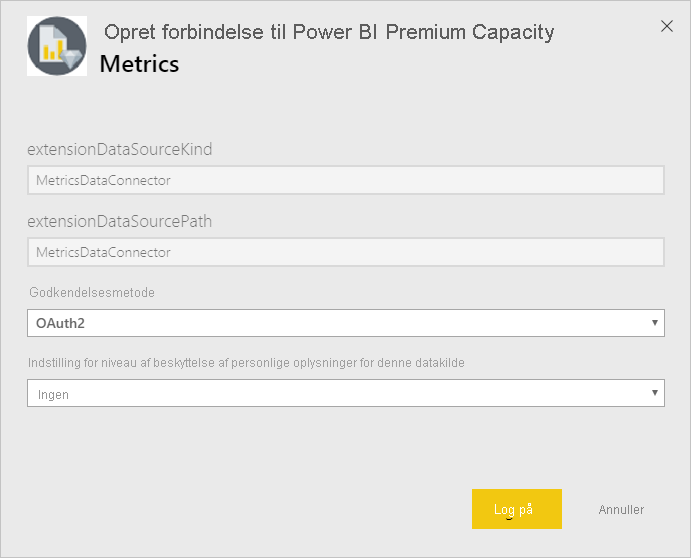 Opret forbindelse til Power BI Premium Capacity
Metrics
extensionDataSourceKind
MetricsDataConnector
extensionDataSourcePath
MetricsDataConnector
Godkendelsesmetode
OAuth2
Indstilling for niveau af beskyttelse af personlige oplysninger for denne datakilde
Ingen
Log på
Annuller